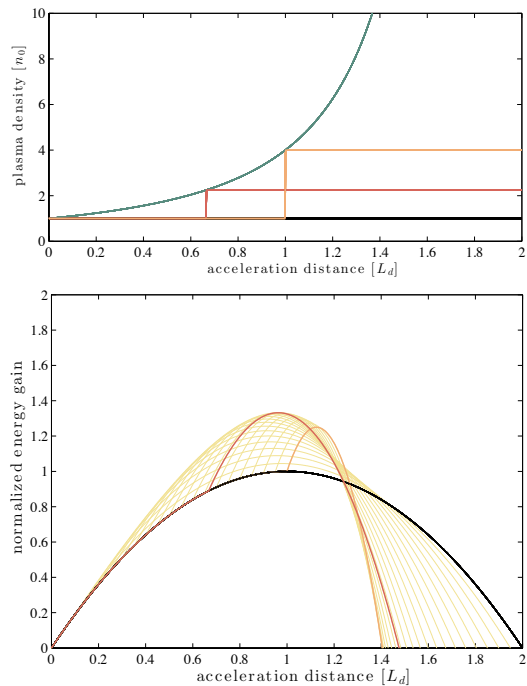 10
8
6
4
2
0
plasma density [n₀]
0 0.2 0.4 0.6 0.8 1 1.2 1.4 1.6 1.8 2
acceleration distance [L_d]
2
1.8
1.6
1.4
1.2
1
0.8
0.6
0.4
0.2
0
normalized energy gain
0 0.2 0.4 0.6 0.8 1 1.2 1.4 1.6 1.8 2
acceleration distance [L_d]